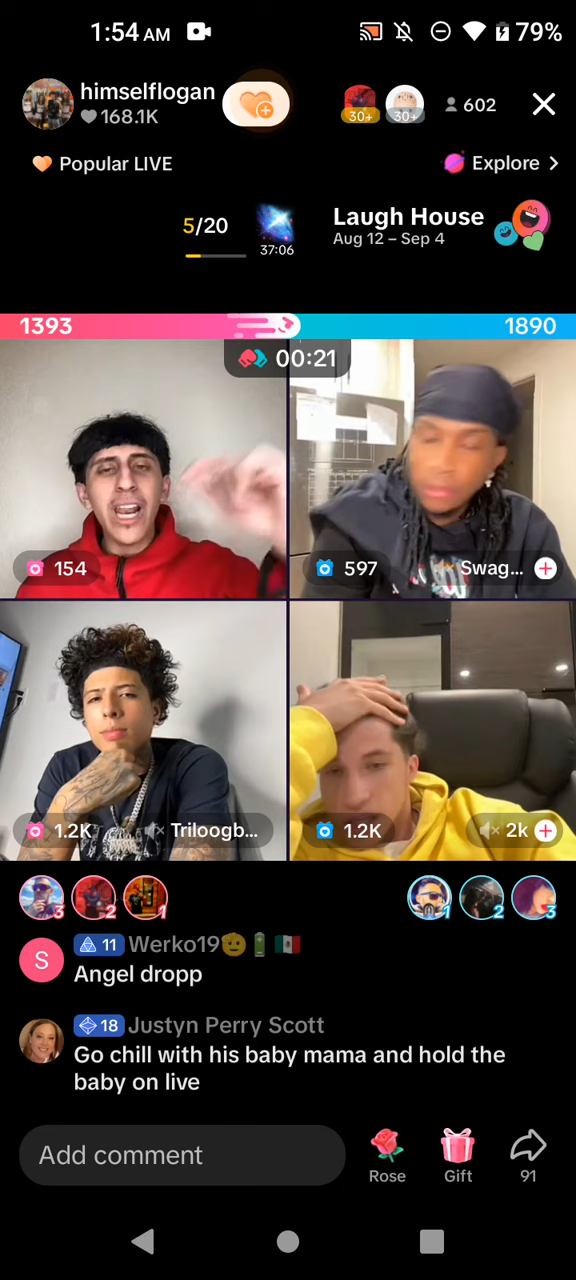 1:54 AM
79%
himselflogan
168.1K
30+
30+
602
Popular LIVE
Explore
5/20
37:06
Laugh House
Aug 12 – Sep 4
1393
1890
00:21
154
597
Swag...
1.2K
Triloogb...
1.2K
2k
3
2
1
1
2
3
S
11 Werko19
Angel dropp
18 Justyn Perry Scott
Go chill with his baby mama and hold the
baby on live
Add comment
Rose
Gift
91